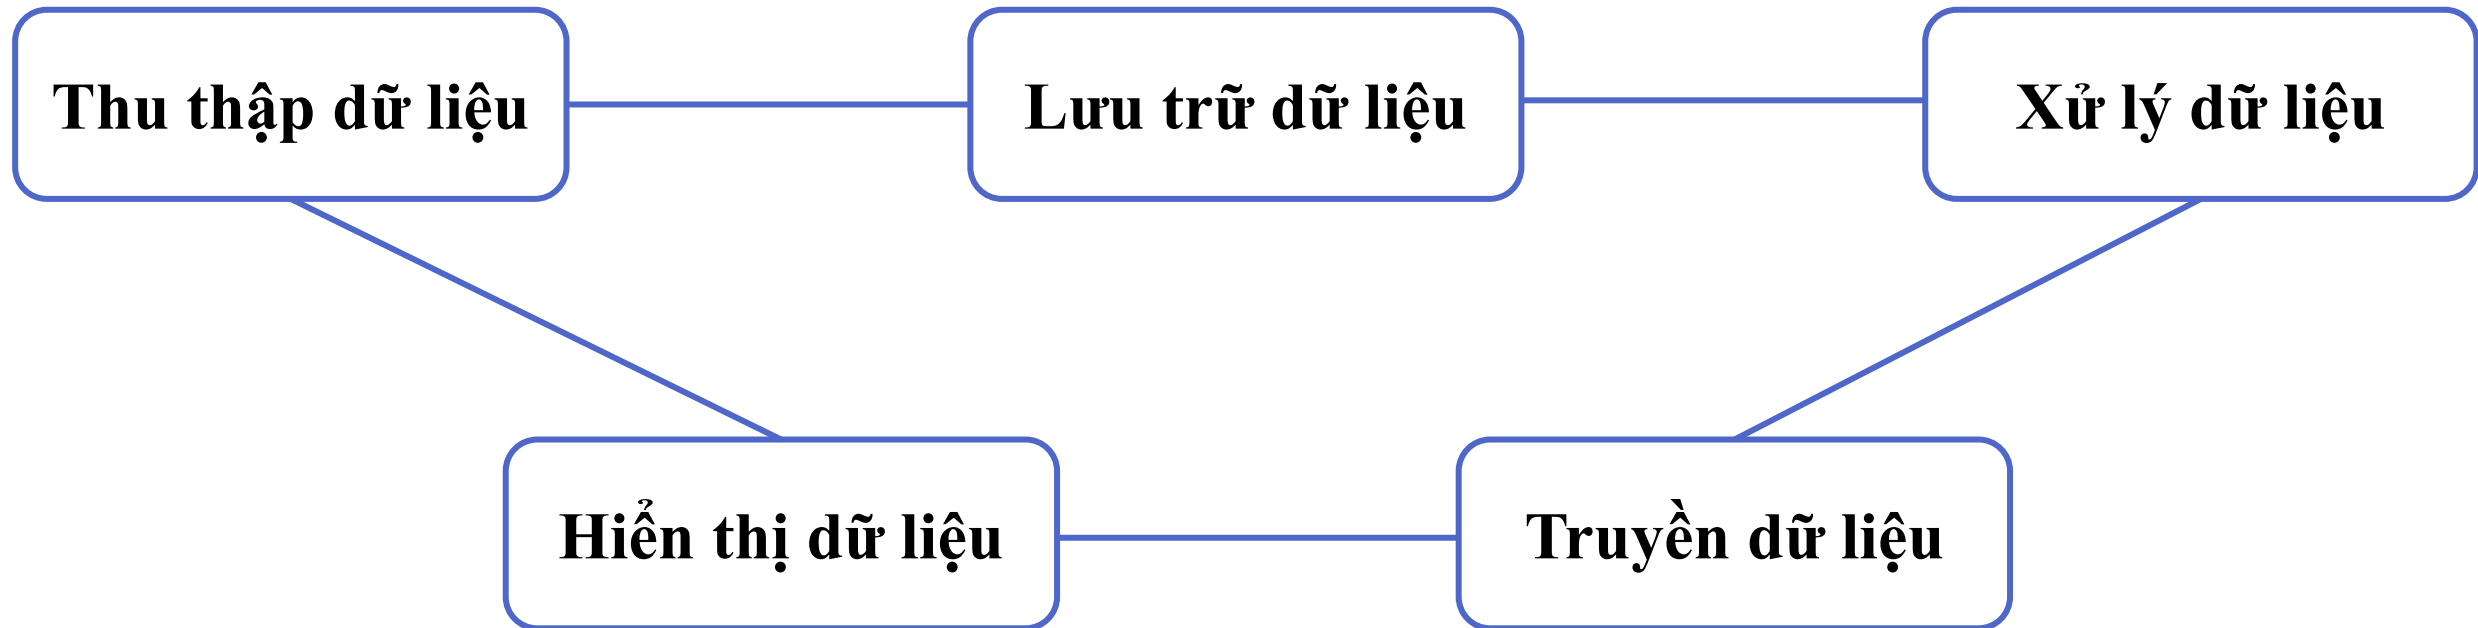 Thu thập dữ liệu
Lưu trữ dữ liệu
Xử lý dữ liệu
Hiển thị dữ liệu
Truyền dữ liệu